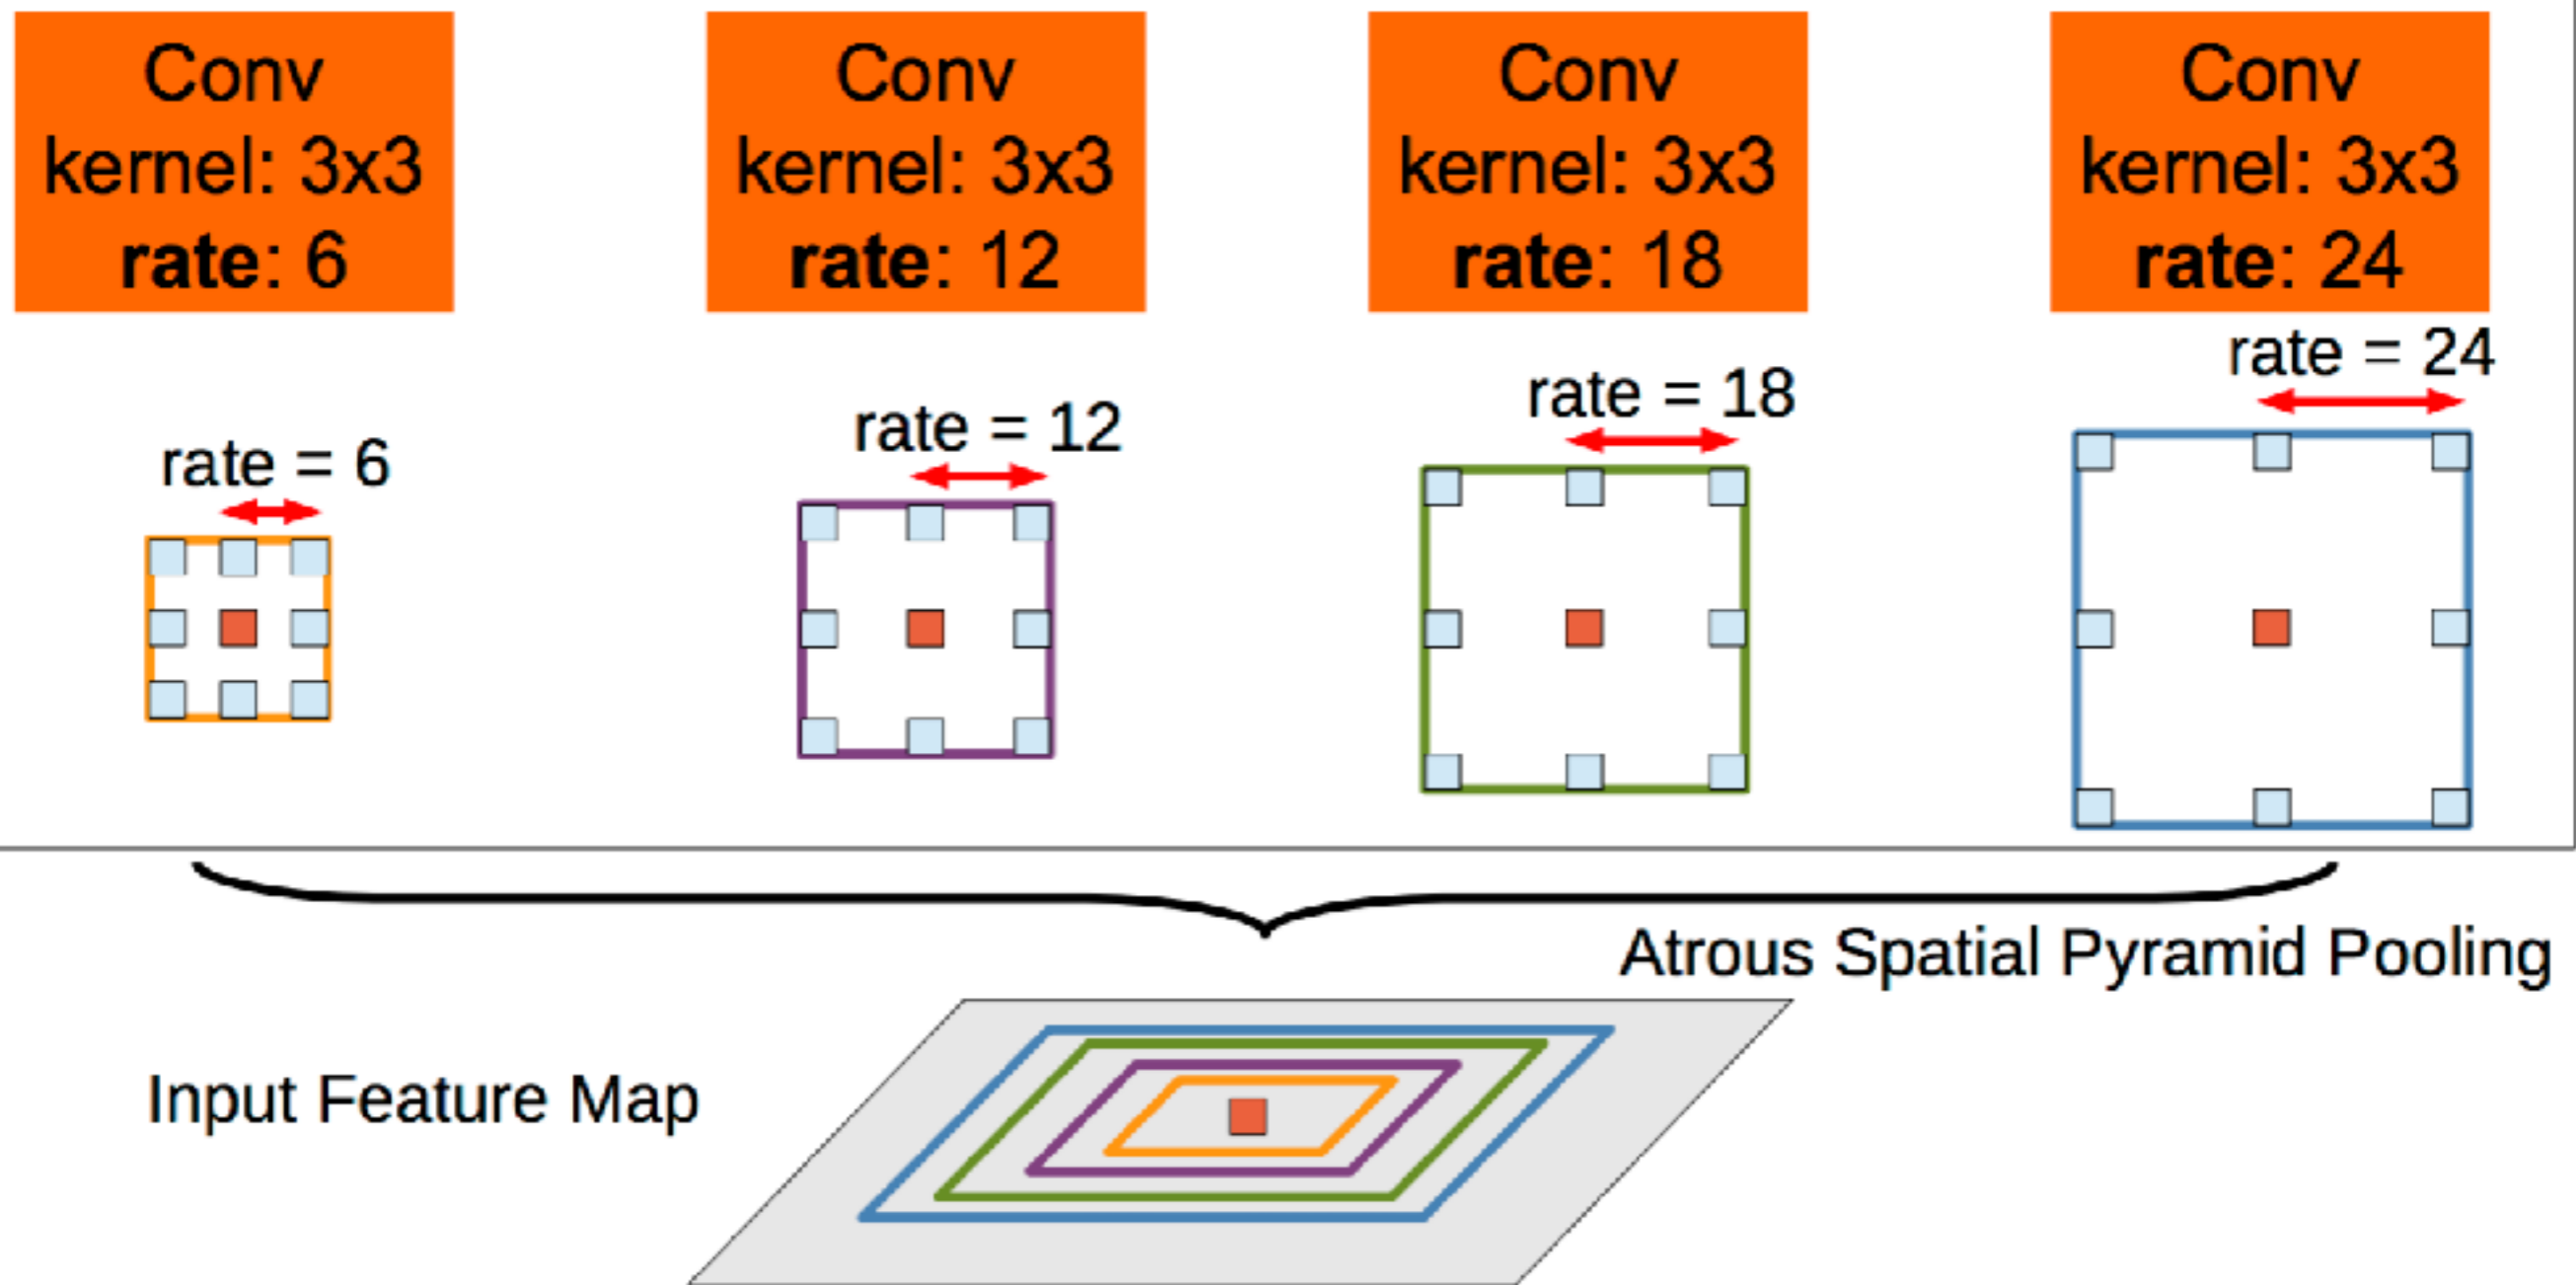 Conv
kernel: 3x3
rate: 6
Conv
kernel: 3x3
rate: 12
Conv
kernel: 3x3
rate: 18
Conv
kernel: 3x3
rate: 24
rate = 6
rate = 12
rate = 18
rate = 24
Atrous Spatial Pyramid Pooling
Input Feature Map